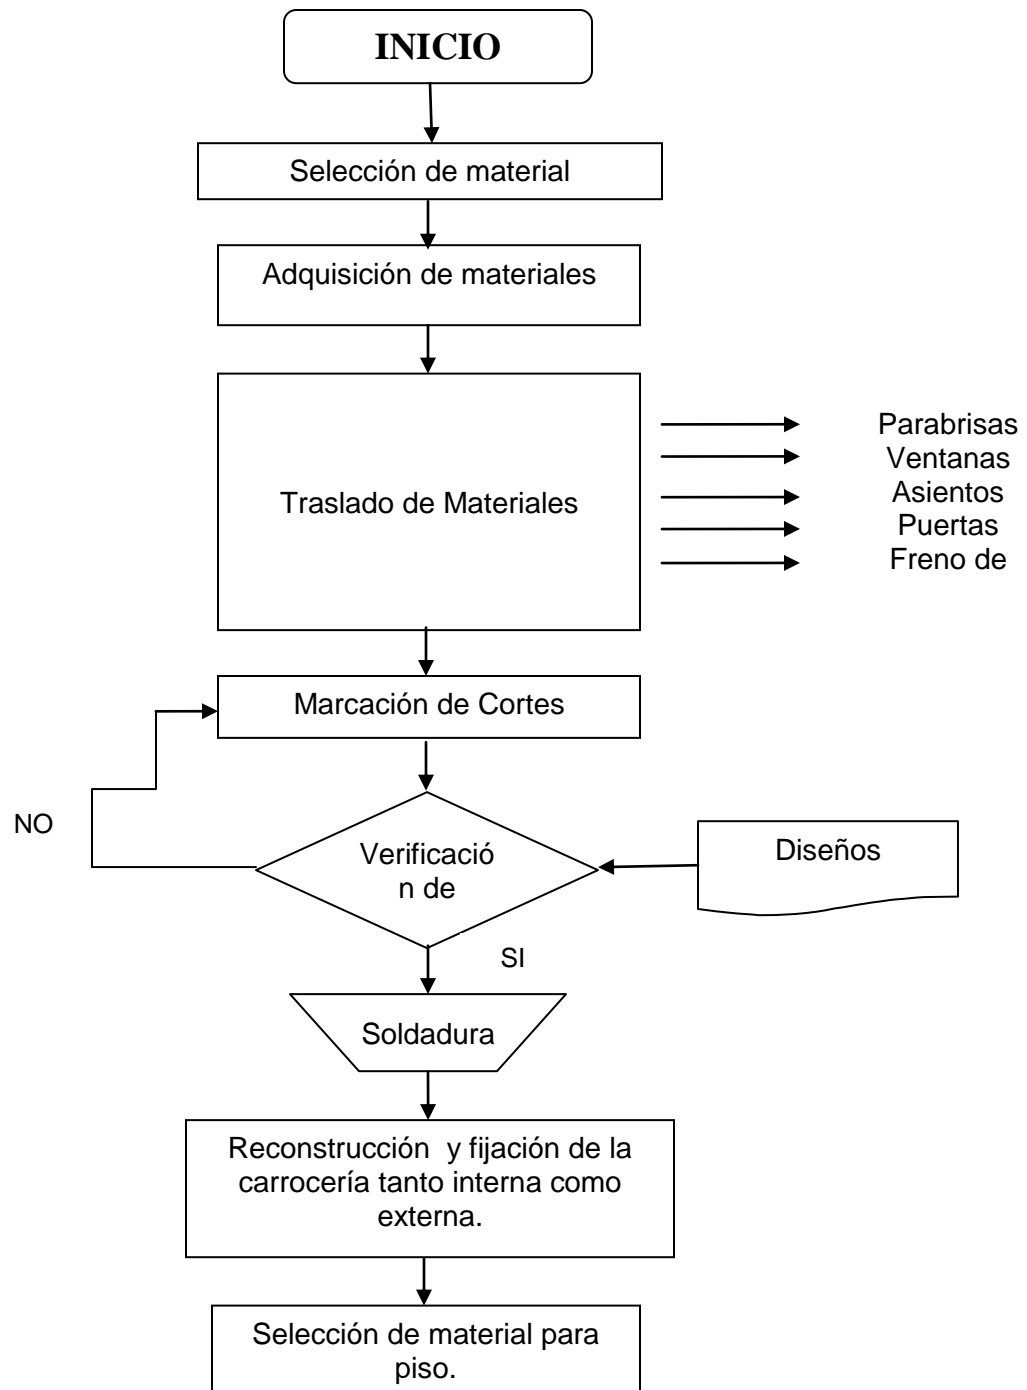 INICIO
Selección de material
Adquisición de materiales
Traslado de Materiales
Parabrisas
Ventanas
Asientos
Puertas
Freno de
Marcación de Cortes
NO
Verificació
n de
Diseños
SI
Soldadura
Reconstrucción y fijación de la
carrocería tanto interna como
externa.
Selección de material para
piso.